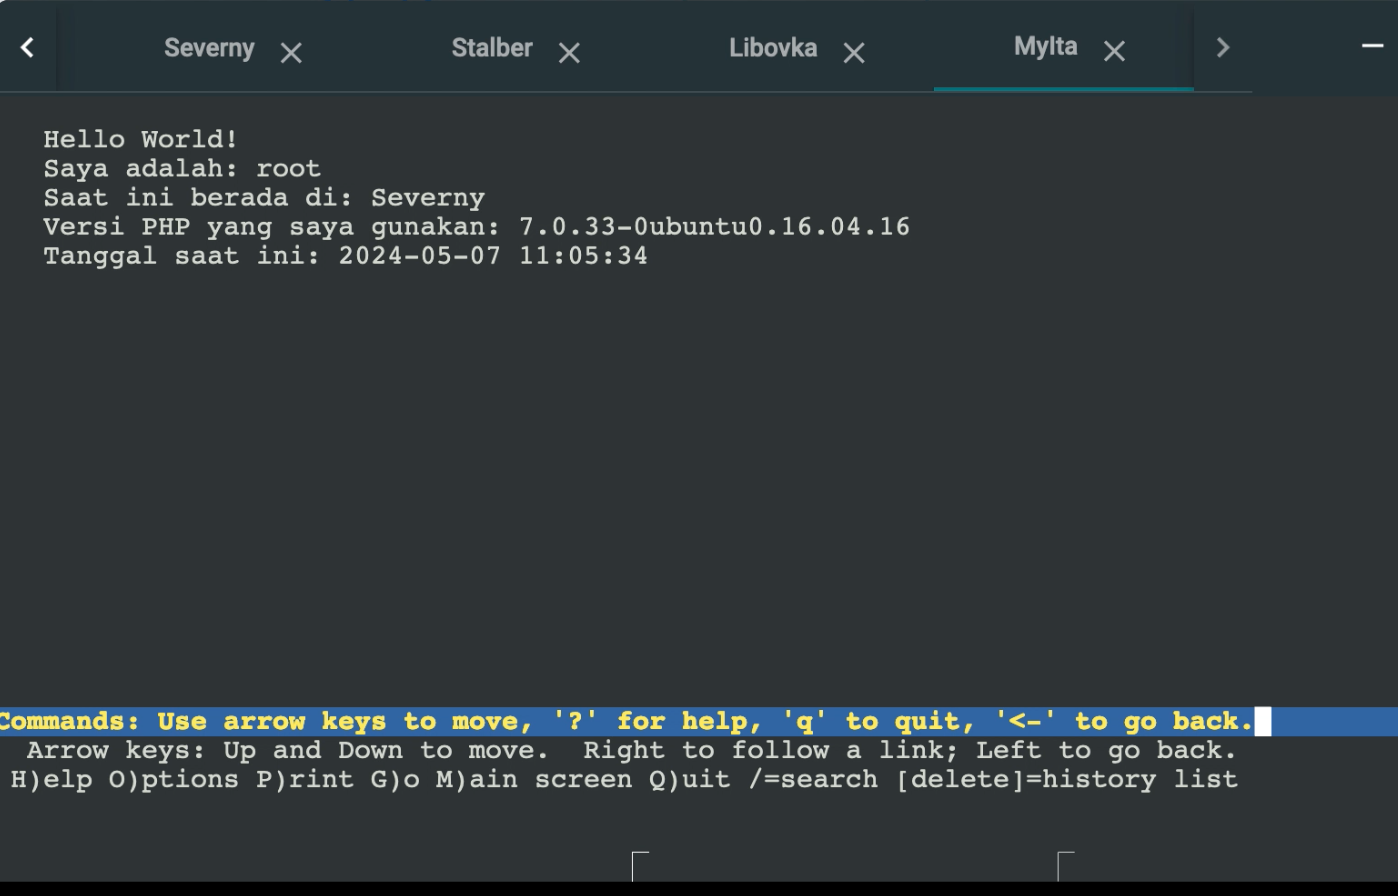 Severny Stalber Libovka Mylta
Hello World!
Saya adalah: root
Saat ini berada di: Severny
Versi PHP yang saya gunakan: 7.0.33-0ubuntu0.16.04.16
Tanggal saat ini: 2024-05-07 11:05:34
Commands: Use arrow keys to move, '?' for help, 'q' to quit, '<-' to go back.
Arrow keys: Up and Down to move.  Right to follow a link; Left to go back.
H)elp O)ptions P)rint G)o M)ain screen Q)uit /=search [delete]=history list